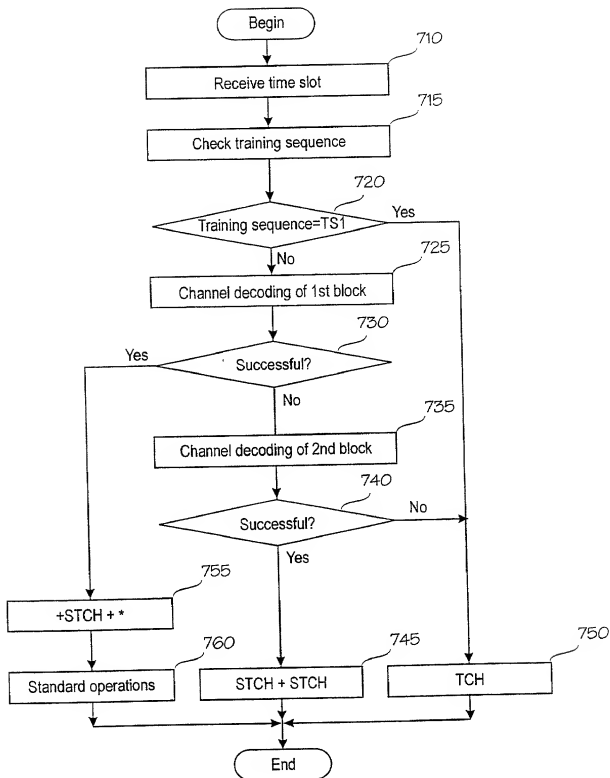 Begin
710
Receive time slot
715
Check training sequence
720
Training sequence=TS1
Yes
No
725
Channel decoding of 1st block
730
Yes
Successful?
No
735
Channel decoding of 2nd block
740
Successful?
No
Yes
755
+STCH + *
760
745
750
Standard operations
STCH + STCH
TCH
End